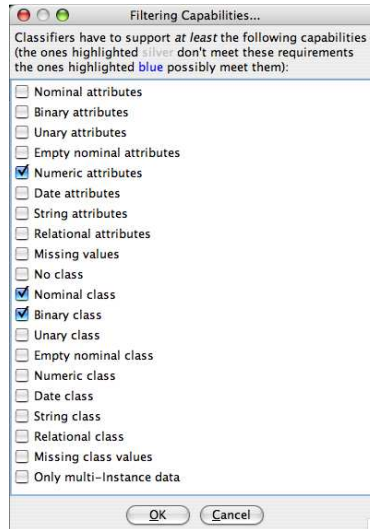 Filtering Capabilities...
Classifiers have to support at least the following capabilities
(the ones highlighted silver don't meet these requirements
the ones highlighted blue possibly meet them):
Nominal attributes
Binary attributes
Unary attributes
Empty nominal attributes
Numeric attributes
Date attributes
String attributes
Relational attributes
Missing values
No class
Nominal class
Binary class
Unary class
Empty nominal class
Numeric class
Date class
String class
Relational class
Missing class values
Only multi-Instance data
OK Cancel